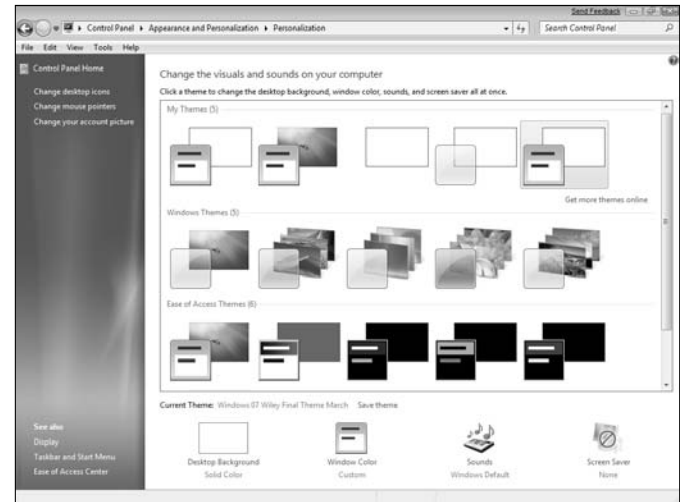 Send Feedback
Control Panel ▸ Appearance and Personalization ▸ Personalization
Search Control Panel
File Edit View Tools Help
Control Panel Home
Change desktop icons
Change mouse pointers
Change your account picture
Change the visuals and sounds on your computer
Click a theme to change the desktop background, window color, sounds, and screen saver all at once.
My Themes (5)
Get more themes online
Windows Themes (5)
Ease of Access Themes (6)
Current Theme: Windows 07 Wiley Final Theme March Save theme
See also
Display
Taskbar and Start Menu
Ease of Access Center
Desktop Background
Solid Color
Window Color
Custom
Sounds
Windows Default
Screen Saver
None